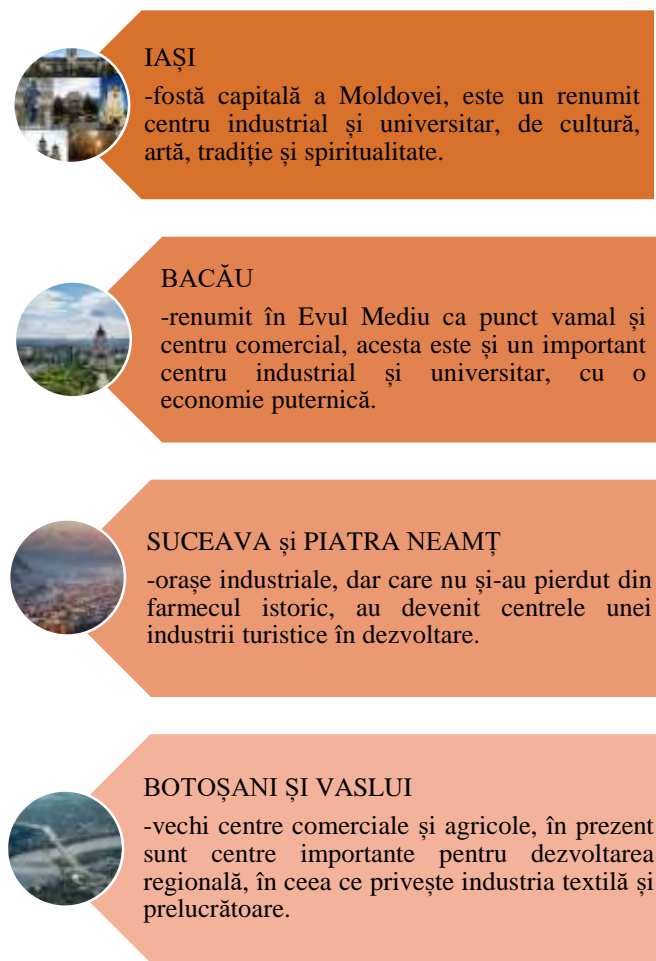 IAȘI
-fostă capitală a Moldovei, este un renumit
centru industrial și universitar, de cultură,
artă, tradiție și spiritualitate.
BACĂU
-renumit în Evul Mediu ca punct vamal și
centru comercial, acesta este și un important
centru industrial și universitar, cu o
economie puternică.
SUCEAVA și PIATRA NEAMȚ
-orașe industriale, dar care nu și-au pierdut din
farmecul istoric, au devenit centrele unei
industrii turistice în dezvoltare.
BOTOȘANI ȘI VASLUI
-vechi centre comerciale și agricole, în prezent
sunt centre importante pentru dezvoltarea
regională, în ceea ce privește industria textilă și
prelucrătoare.